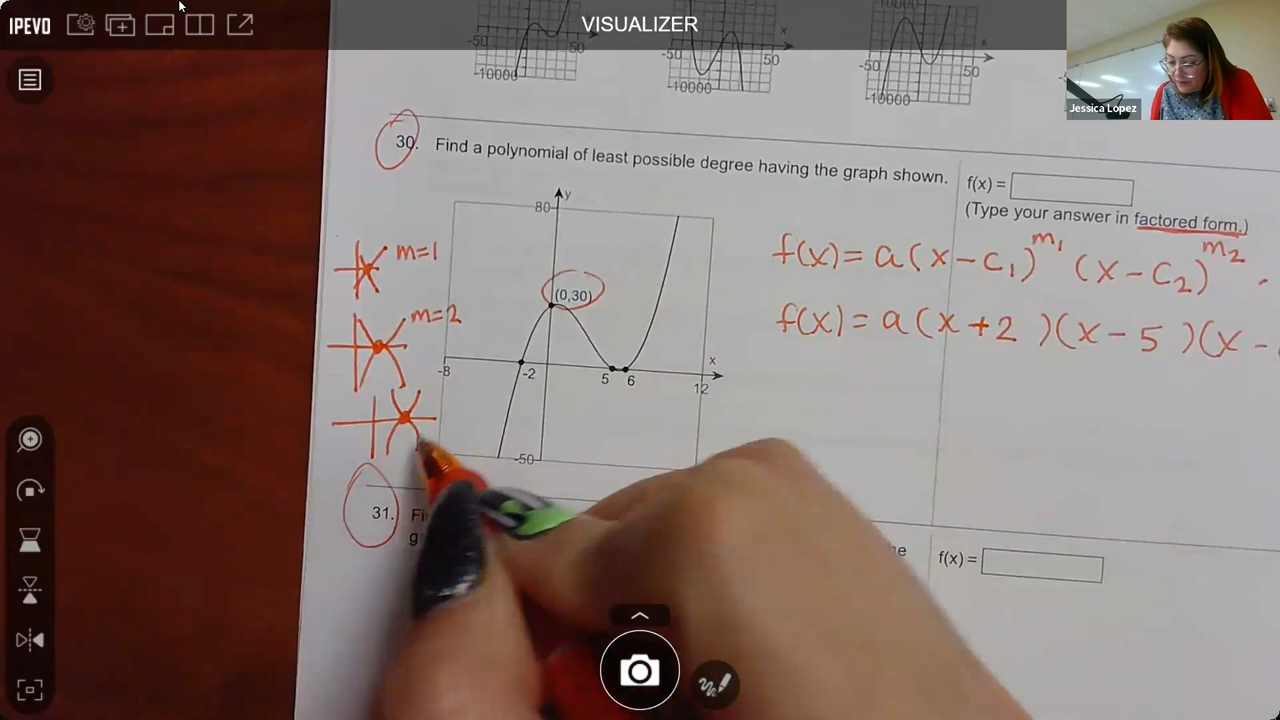 IPEVO
VISUALIZER
Jessica Lopez
-50
50
-10000
x
-50
50
-10000
10000
x
-50
50
-10000
30. Find a polynomial of least possible degree having the graph shown.
f(x) =
(Type your answer in factored form.)
y
80
(0,30)
x
-8
-2
5
6
12
-50
m=1
m=2
f(x) = a(x-c₁)^m₁ (x-c₂)^m₂ .
f(x) = a(x+2)(x-5)(x-
31.
f(x) =